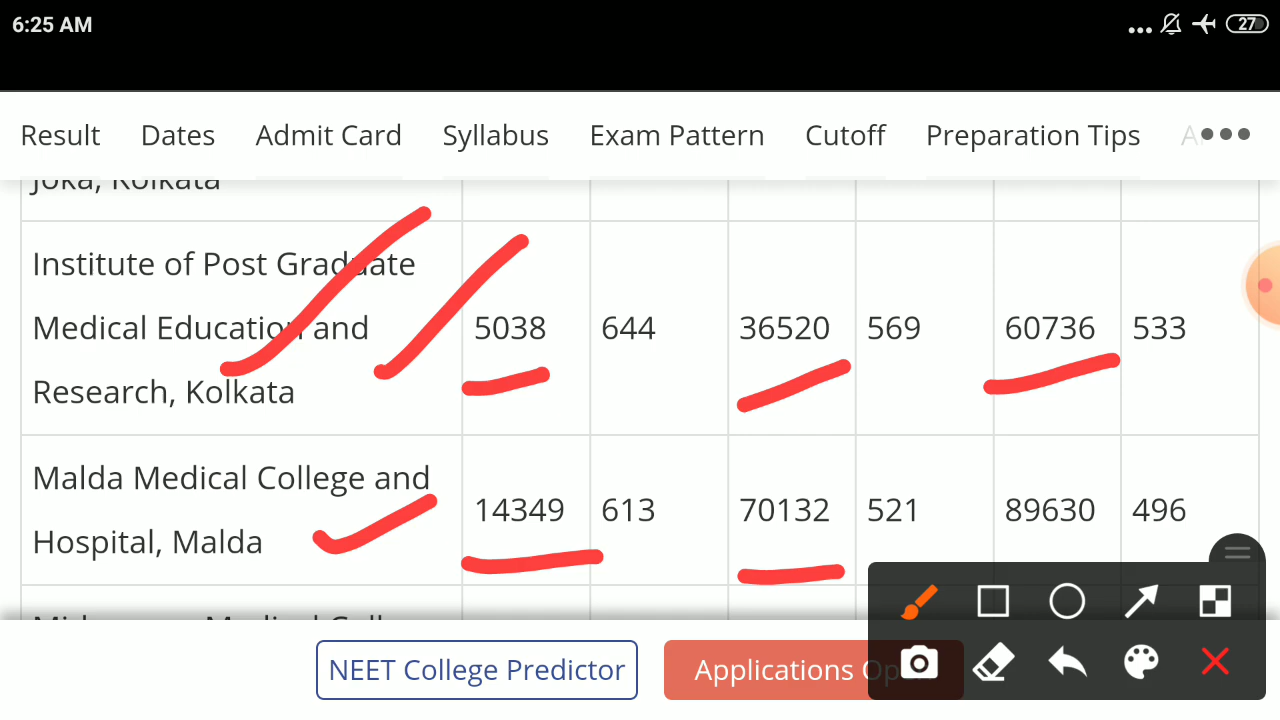 6:25 AM
27
Result Dates Admit Card Syllabus Exam Pattern Cutoff Preparation Tips A
Joka, Kolkata
Institute of Post Graduate
Medical Education and
Research, Kolkata
5038 644 36520 569 60736 533
Malda Medical College and
Hospital, Malda
14349 613 70132 521 89630 496
NEET College Predictor
Applications